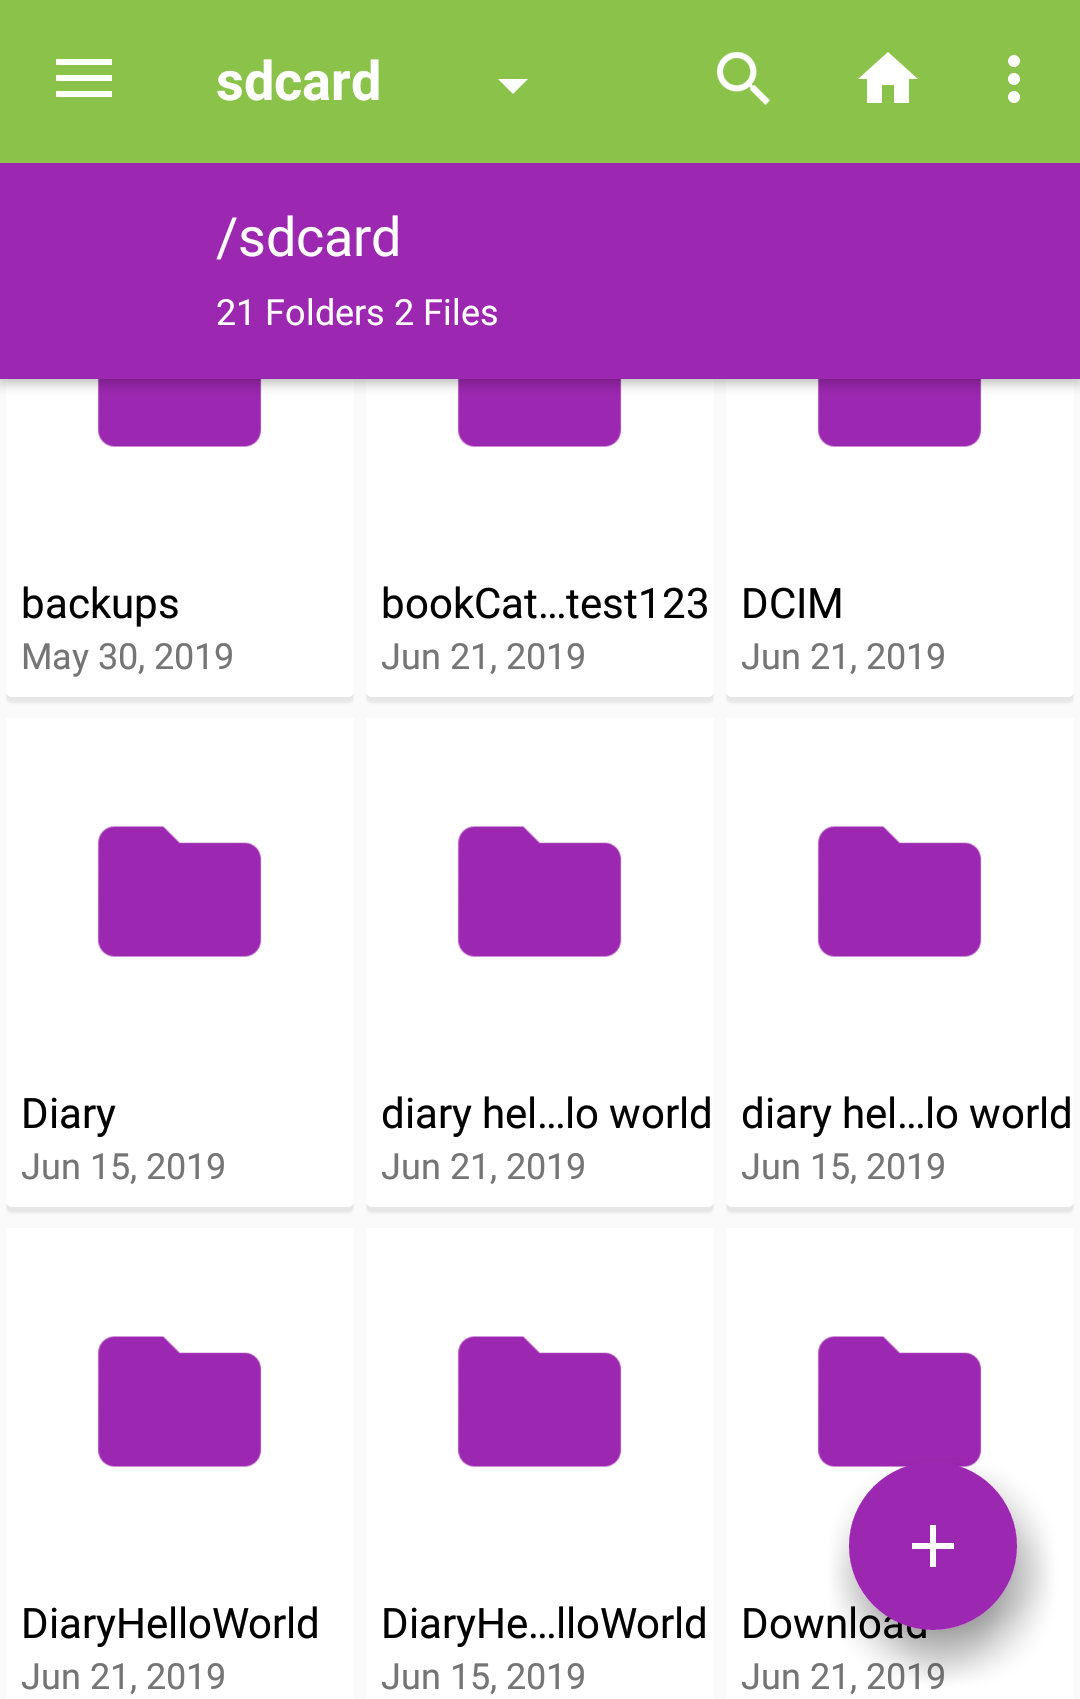 sdcard
/sdcard
21 Folders 2 Files
backups
May 30, 2019
bookCat...test123
Jun 21, 2019
DCIM
Jun 21, 2019
Diary
Jun 15, 2019
diary hel...lo world
Jun 21, 2019
diary hel...lo world
Jun 15, 2019
DiaryHelloWorld
Jun 21, 2019
DiaryHe...lloWorld
Jun 15, 2019
Download
Jun 21, 2019